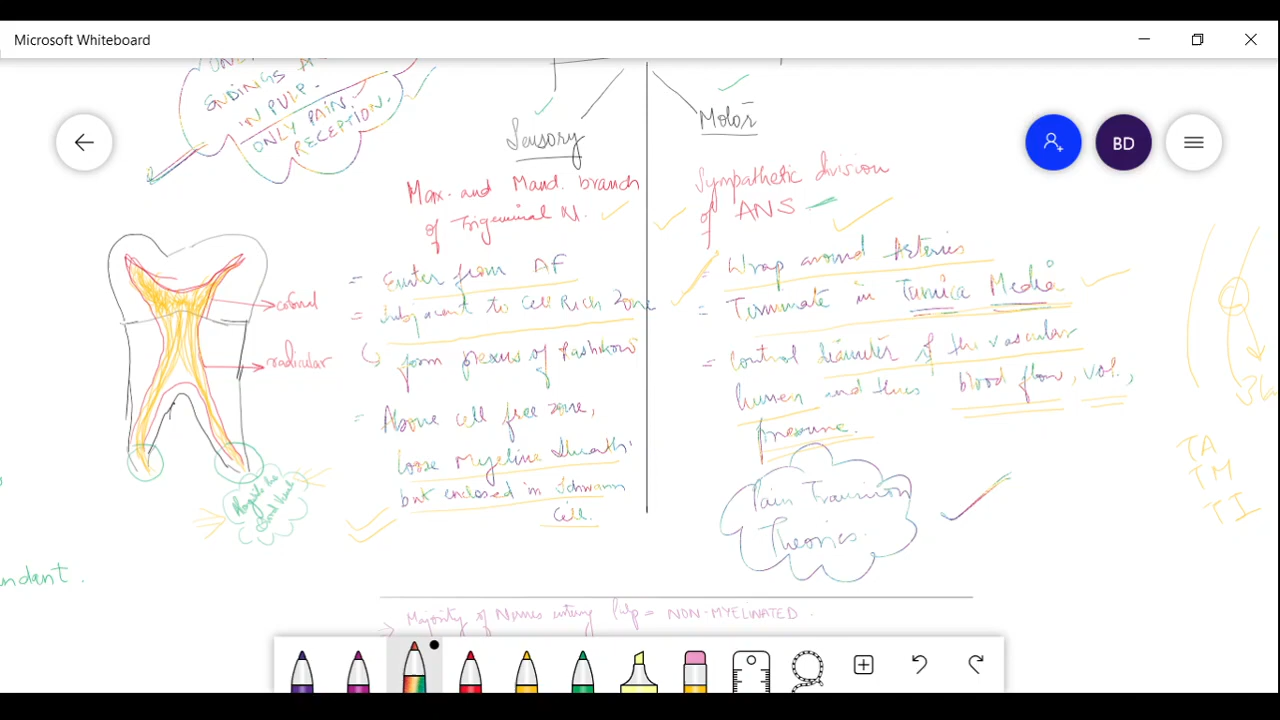 Microsoft Whiteboard
ENDINGS
IN PULP.
ONLY PAIN.
RECEPTION.
Sensory
Max. and Mand. branch
of Trigeminal N.
= Enter from AF
= Subjacent to Cell Rich Zone
form plexus of Rashkow
= Above cell free zone,
loose Myeline Sheath
but enclosed in Schwann
Cell.
Motor
Sympathetic division
of ANS
= Wrap around Arteries
= Terminate in Tunica Media
= Control diameter of the vascular
lumen and thus blood flow, vol.,
pressure.
Pain
Theories.
coronal
radicular
TA
TM
TI
ndant.
Majority of Nerves entering Pulp = NON-MYELINATED.
BD